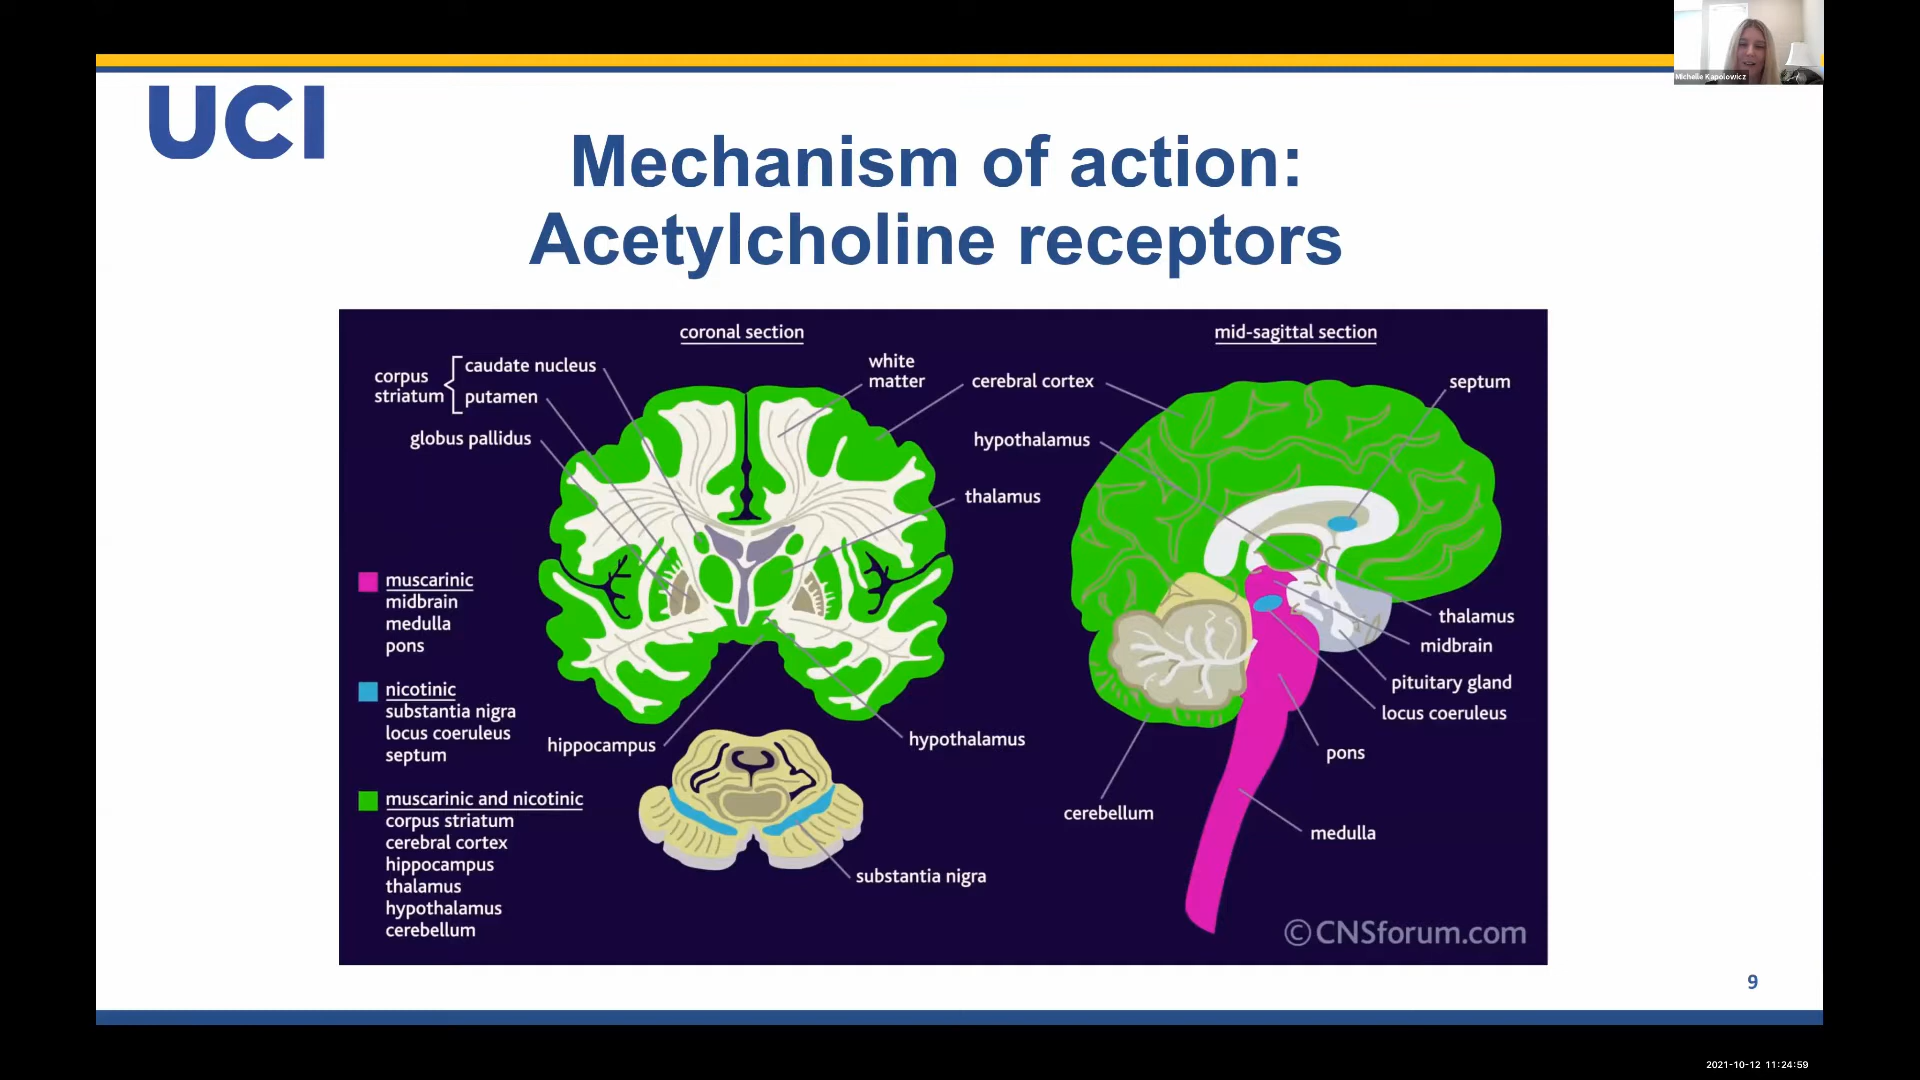 Michelle Kapolowicz
UCI
Mechanism of action:
Acetylcholine receptors
coronal section
mid-sagittal section
corpus
striatum
caudate nucleus
putamen
globus pallidus
white
matter
cerebral cortex
hypothalamus
thalamus
septum
muscarinic
midbrain
medulla
pons
nicotinic
substantia nigra
locus coeruleus
septum
muscarinic and nicotinic
corpus striatum
cerebral cortex
hippocampus
thalamus
hypothalamus
cerebellum
hippocampus
hypothalamus
substantia nigra
thalamus
midbrain
pituitary gland
locus coeruleus
pons
cerebellum
medulla
© CNSforum.com
9
2021-10-12 11:24:59